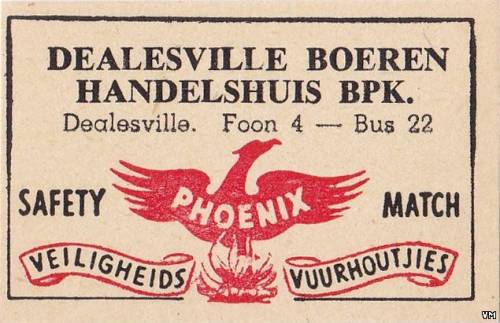 DEALESVILLE BOEREN
HANDELSHUIS BPK.
Dealesville. Foon 4 — Bus 22
PHOENIX
SAFETY MATCH
VEILIGHEIDS VUURHOUTJIES
VM